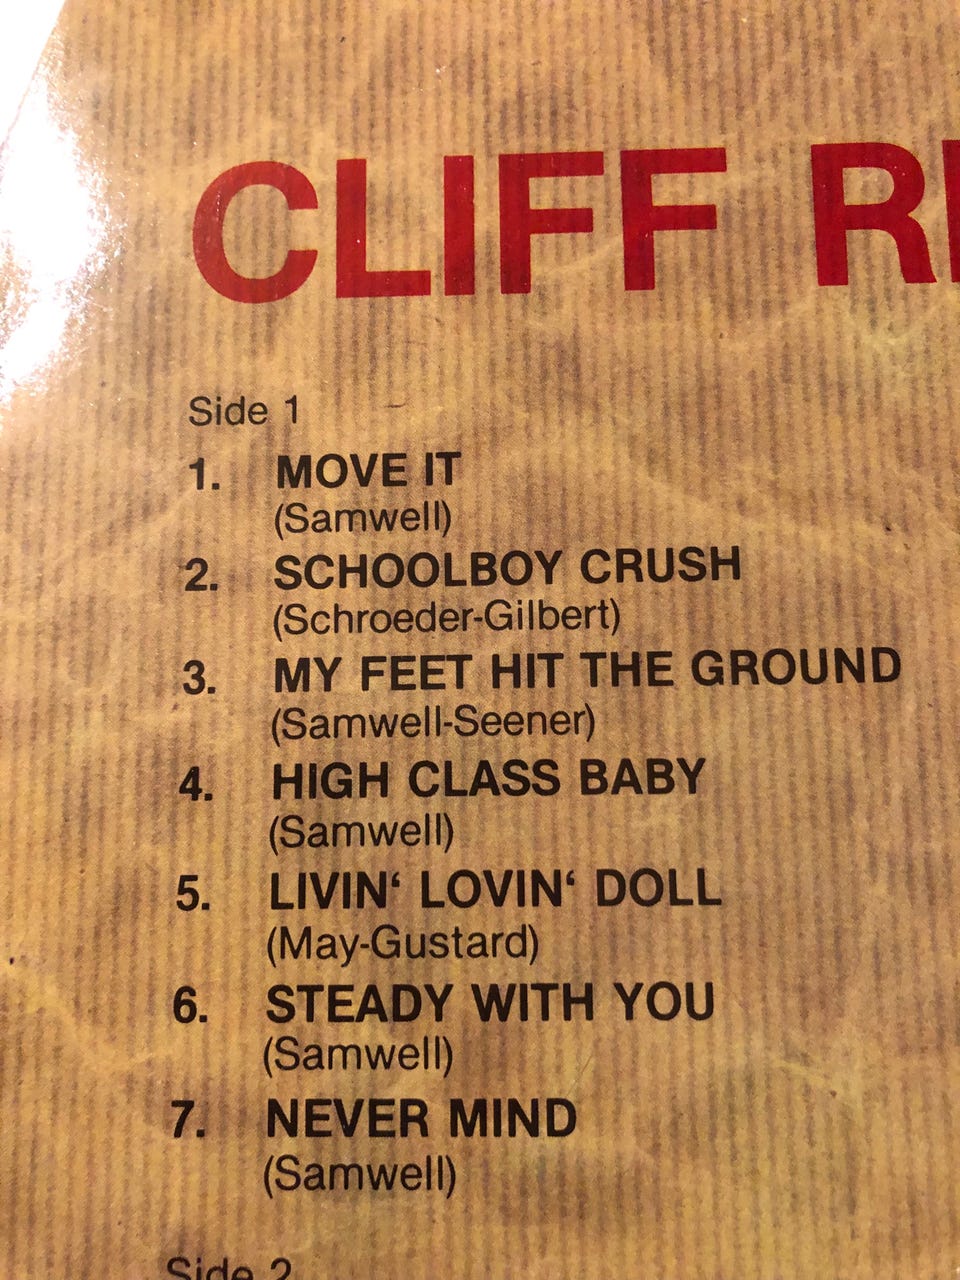 CLIFF R
Side 1
1. MOVE IT
(Samwell)
2. SCHOOLBOY CRUSH
(Schroeder-Gilbert)
3. MY FEET HIT THE GROUND
(Samwell-Seener)
4. HIGH CLASS BABY
(Samwell)
5. LIVIN‘ LOVIN‘ DOLL
(May-Gustard)
6. STEADY WITH YOU
(Samwell)
7. NEVER MIND
(Samwell)
Side 2